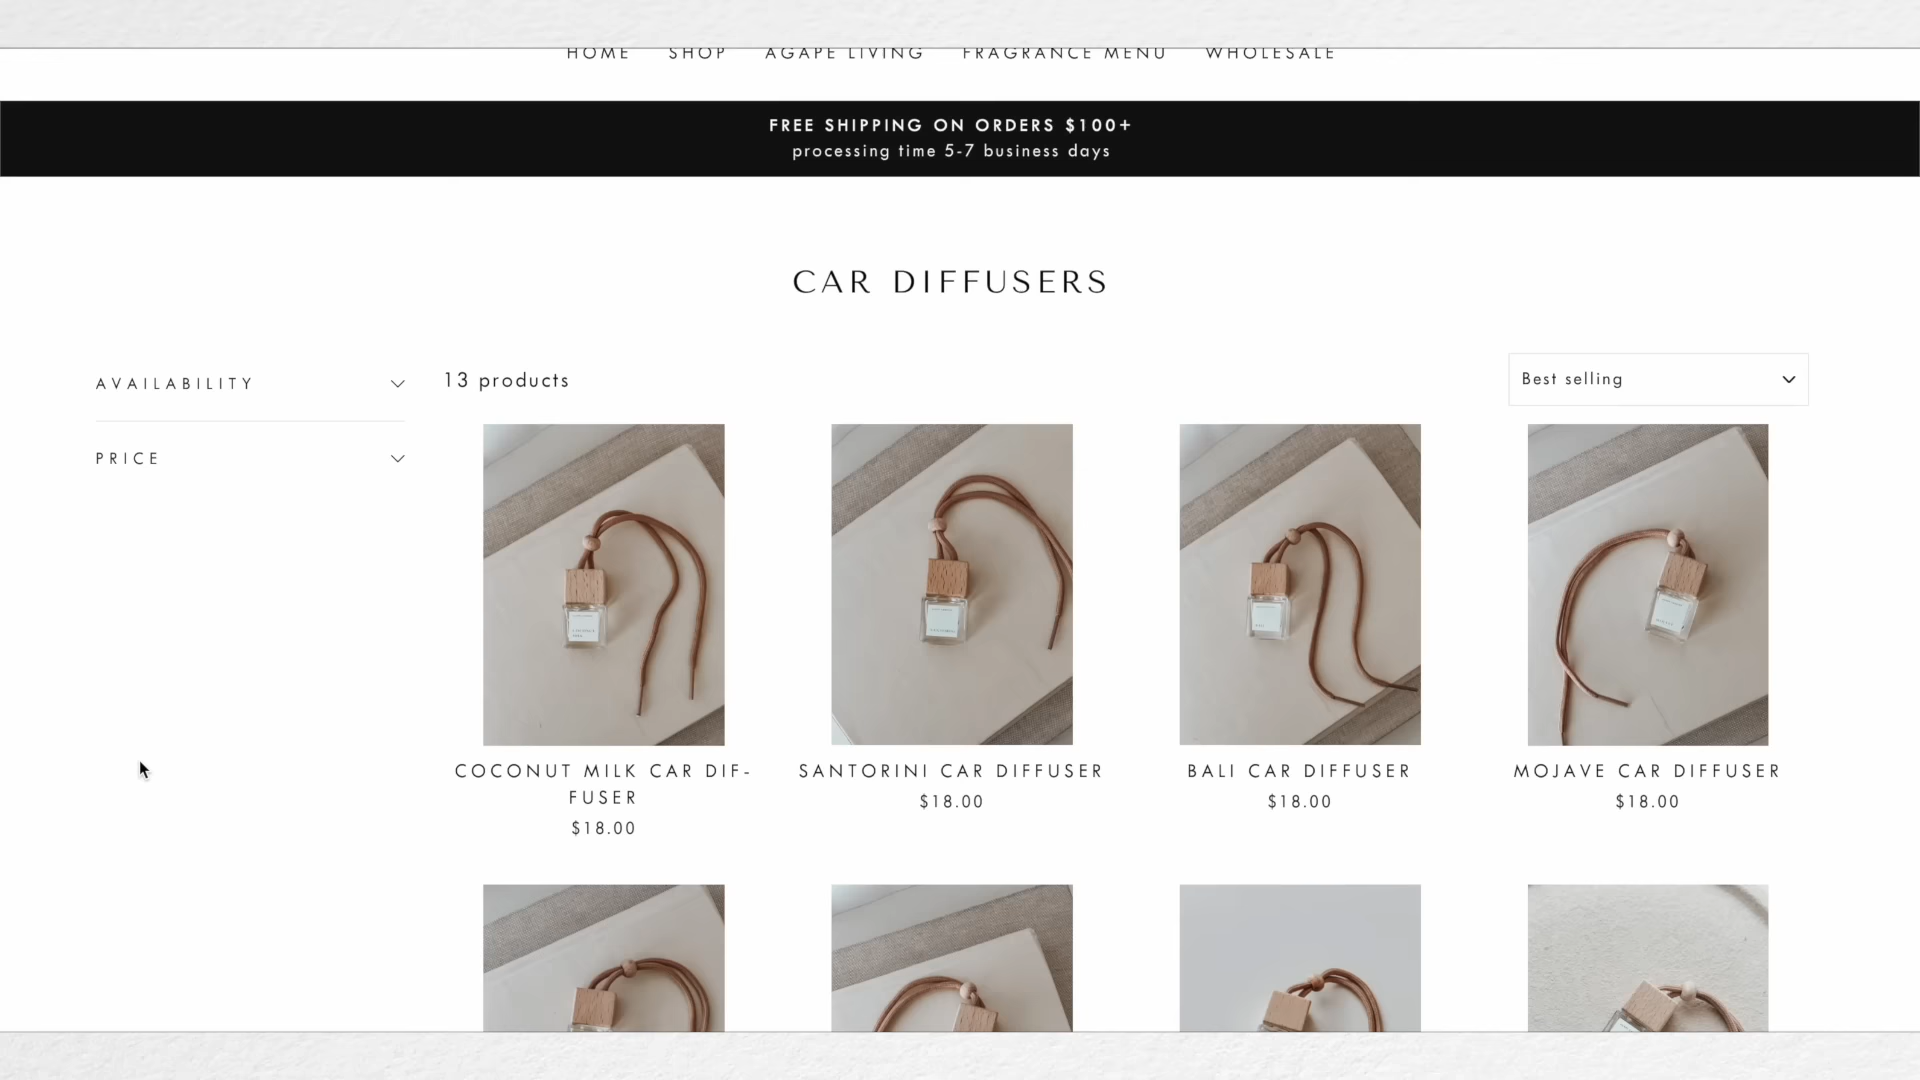 HOME SHOP AGAPE LIVING FRAGRANCE MENU WHOLESALE
FREE SHIPPING ON ORDERS $100+
processing time 5-7 business days
CAR DIFFUSERS
AVAILABILITY
PRICE
13 products
Best selling
COCONUT MILK CAR DIF-
FUSER
$18.00
SANTORINI CAR DIFFUSER
$18.00
BALI CAR DIFFUSER
$18.00
MOJAVE CAR DIFFUSER
$18.00